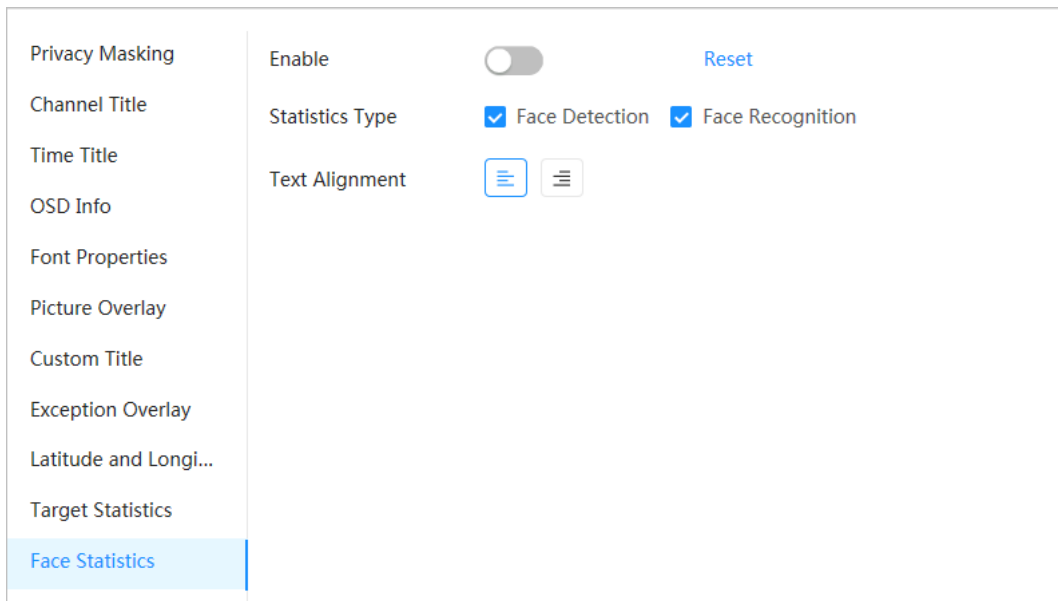 Privacy Masking
Channel Title
Time Title
OSD Info
Font Properties
Picture Overlay
Custom Title
Exception Overlay
Latitude and Longi...
Target Statistics
Face Statistics
Enable Reset
Statistics Type Face Detection Face Recognition
Text Alignment